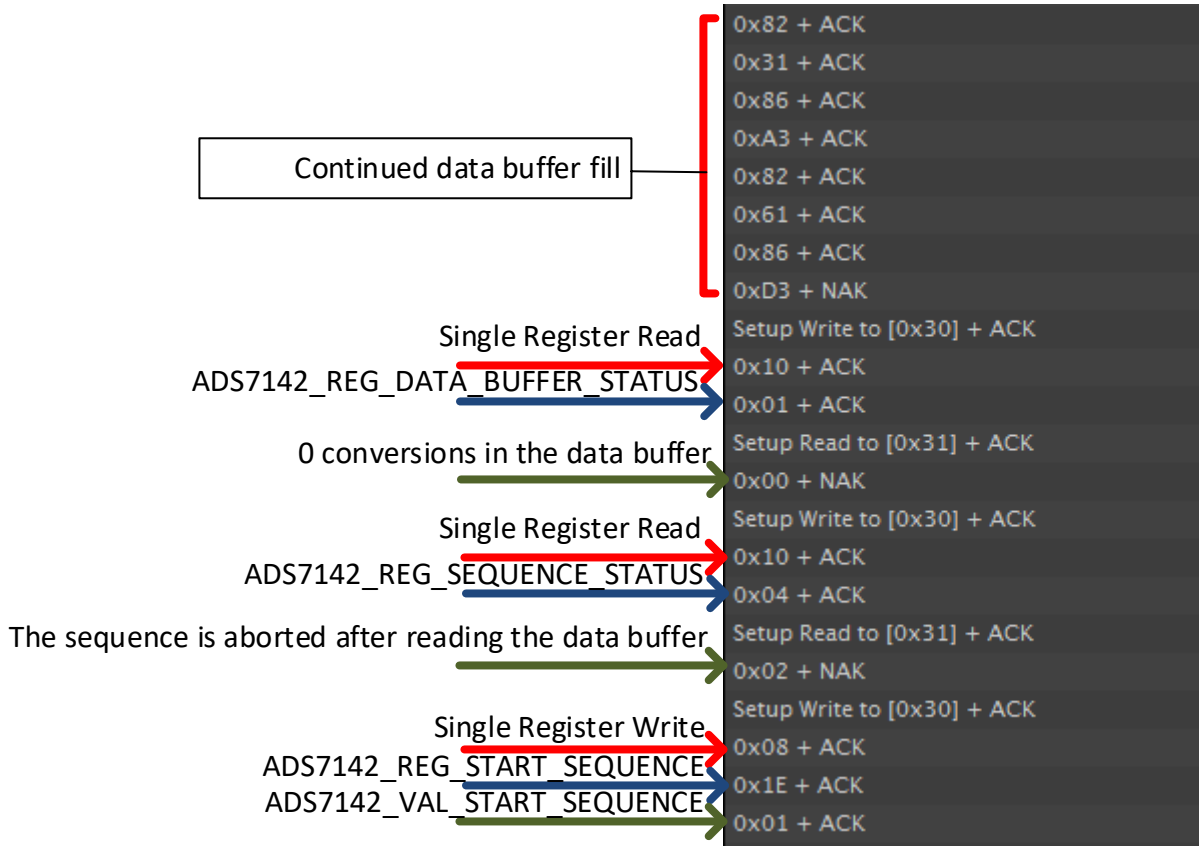 0x82 + ACK
0x31 + ACK
0x86 + ACK
0xA3 + ACK
Continued data buffer fill
0x82 + ACK
0x61 + ACK
0x86 + ACK
0xD3 + NAK
Setup Write to [0x30] + ACK
Single Register Read
0x10 + ACK
ADS7142_REG_DATA_BUFFER_STATUS
0x01 + ACK
Setup Read to [0x31] + ACK
0 conversions in the data buffer
0x00 + NAK
Setup Write to [0x30] + ACK
Single Register Read
0x10 + ACK
ADS7142_REG_SEQUENCE_STATUS
0x04 + ACK
The sequence is aborted after reading the data buffer
Setup Read to [0x31] + ACK
0x02 + NAK
Setup Write to [0x30] + ACK
Single Register Write
0x08 + ACK
ADS7142_REG_START_SEQUENCE
0x1E + ACK
ADS7142_VAL_START_SEQUENCE
0x01 + ACK